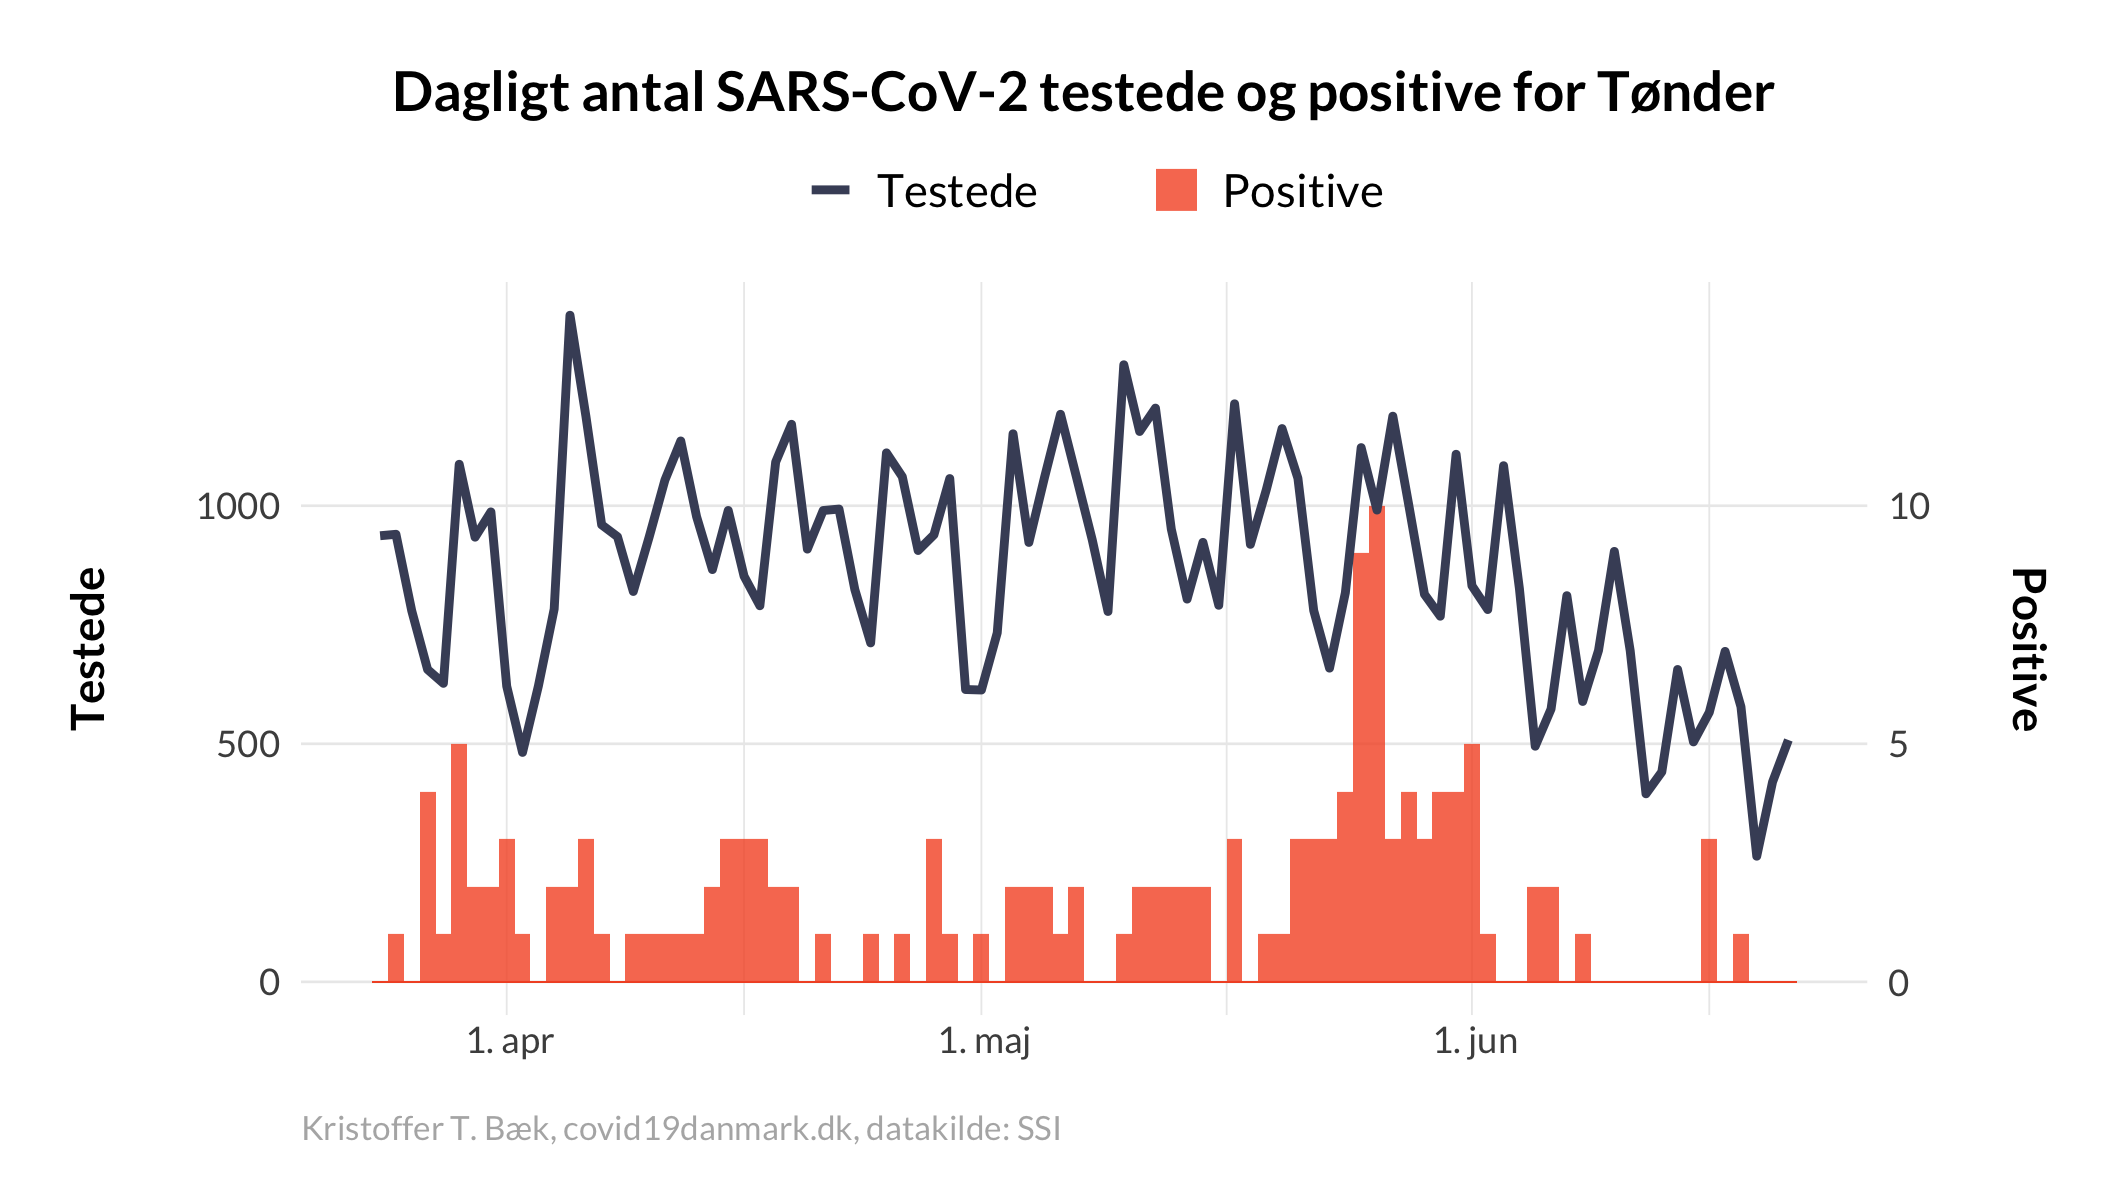 Dagligt antal SARS-CoV-2 testede og positive for Tønder
Testede Positive
1000
500
0
Testede
10
5
0
Positive
1. apr 1. maj 1. jun
Kristoffer T. Bæk, covid19danmark.dk, datakilde: SSI